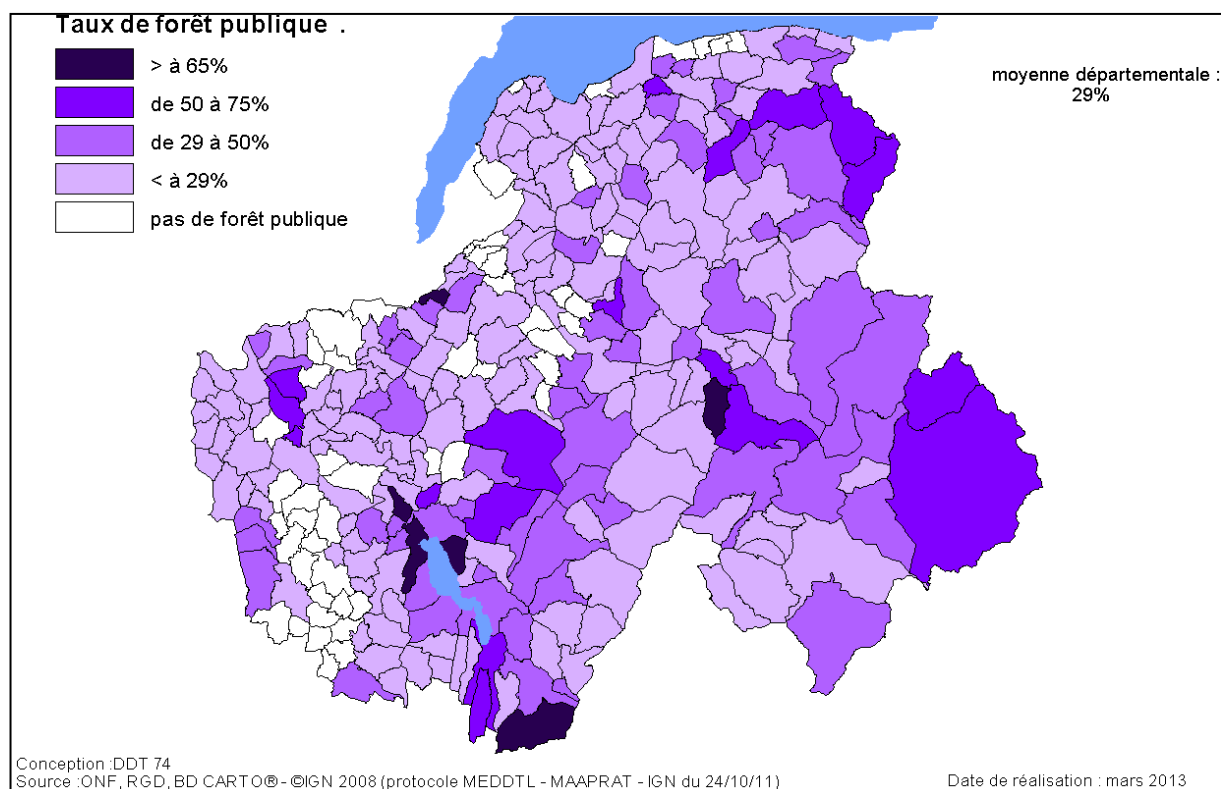 Taux de forêt publique .
> à 65%
de 50 à 75%
de 29 à 50%
< à 29%
pas de forêt publique
moyenne départementale :
29%
Conception :DDT 74
Source :ONF, RGD, BD CARTO® - ©IGN 2008 (protocole MEDDTL - MAAPRAT - IGN du 24/10/11)
Date de réalisation : mars 2013